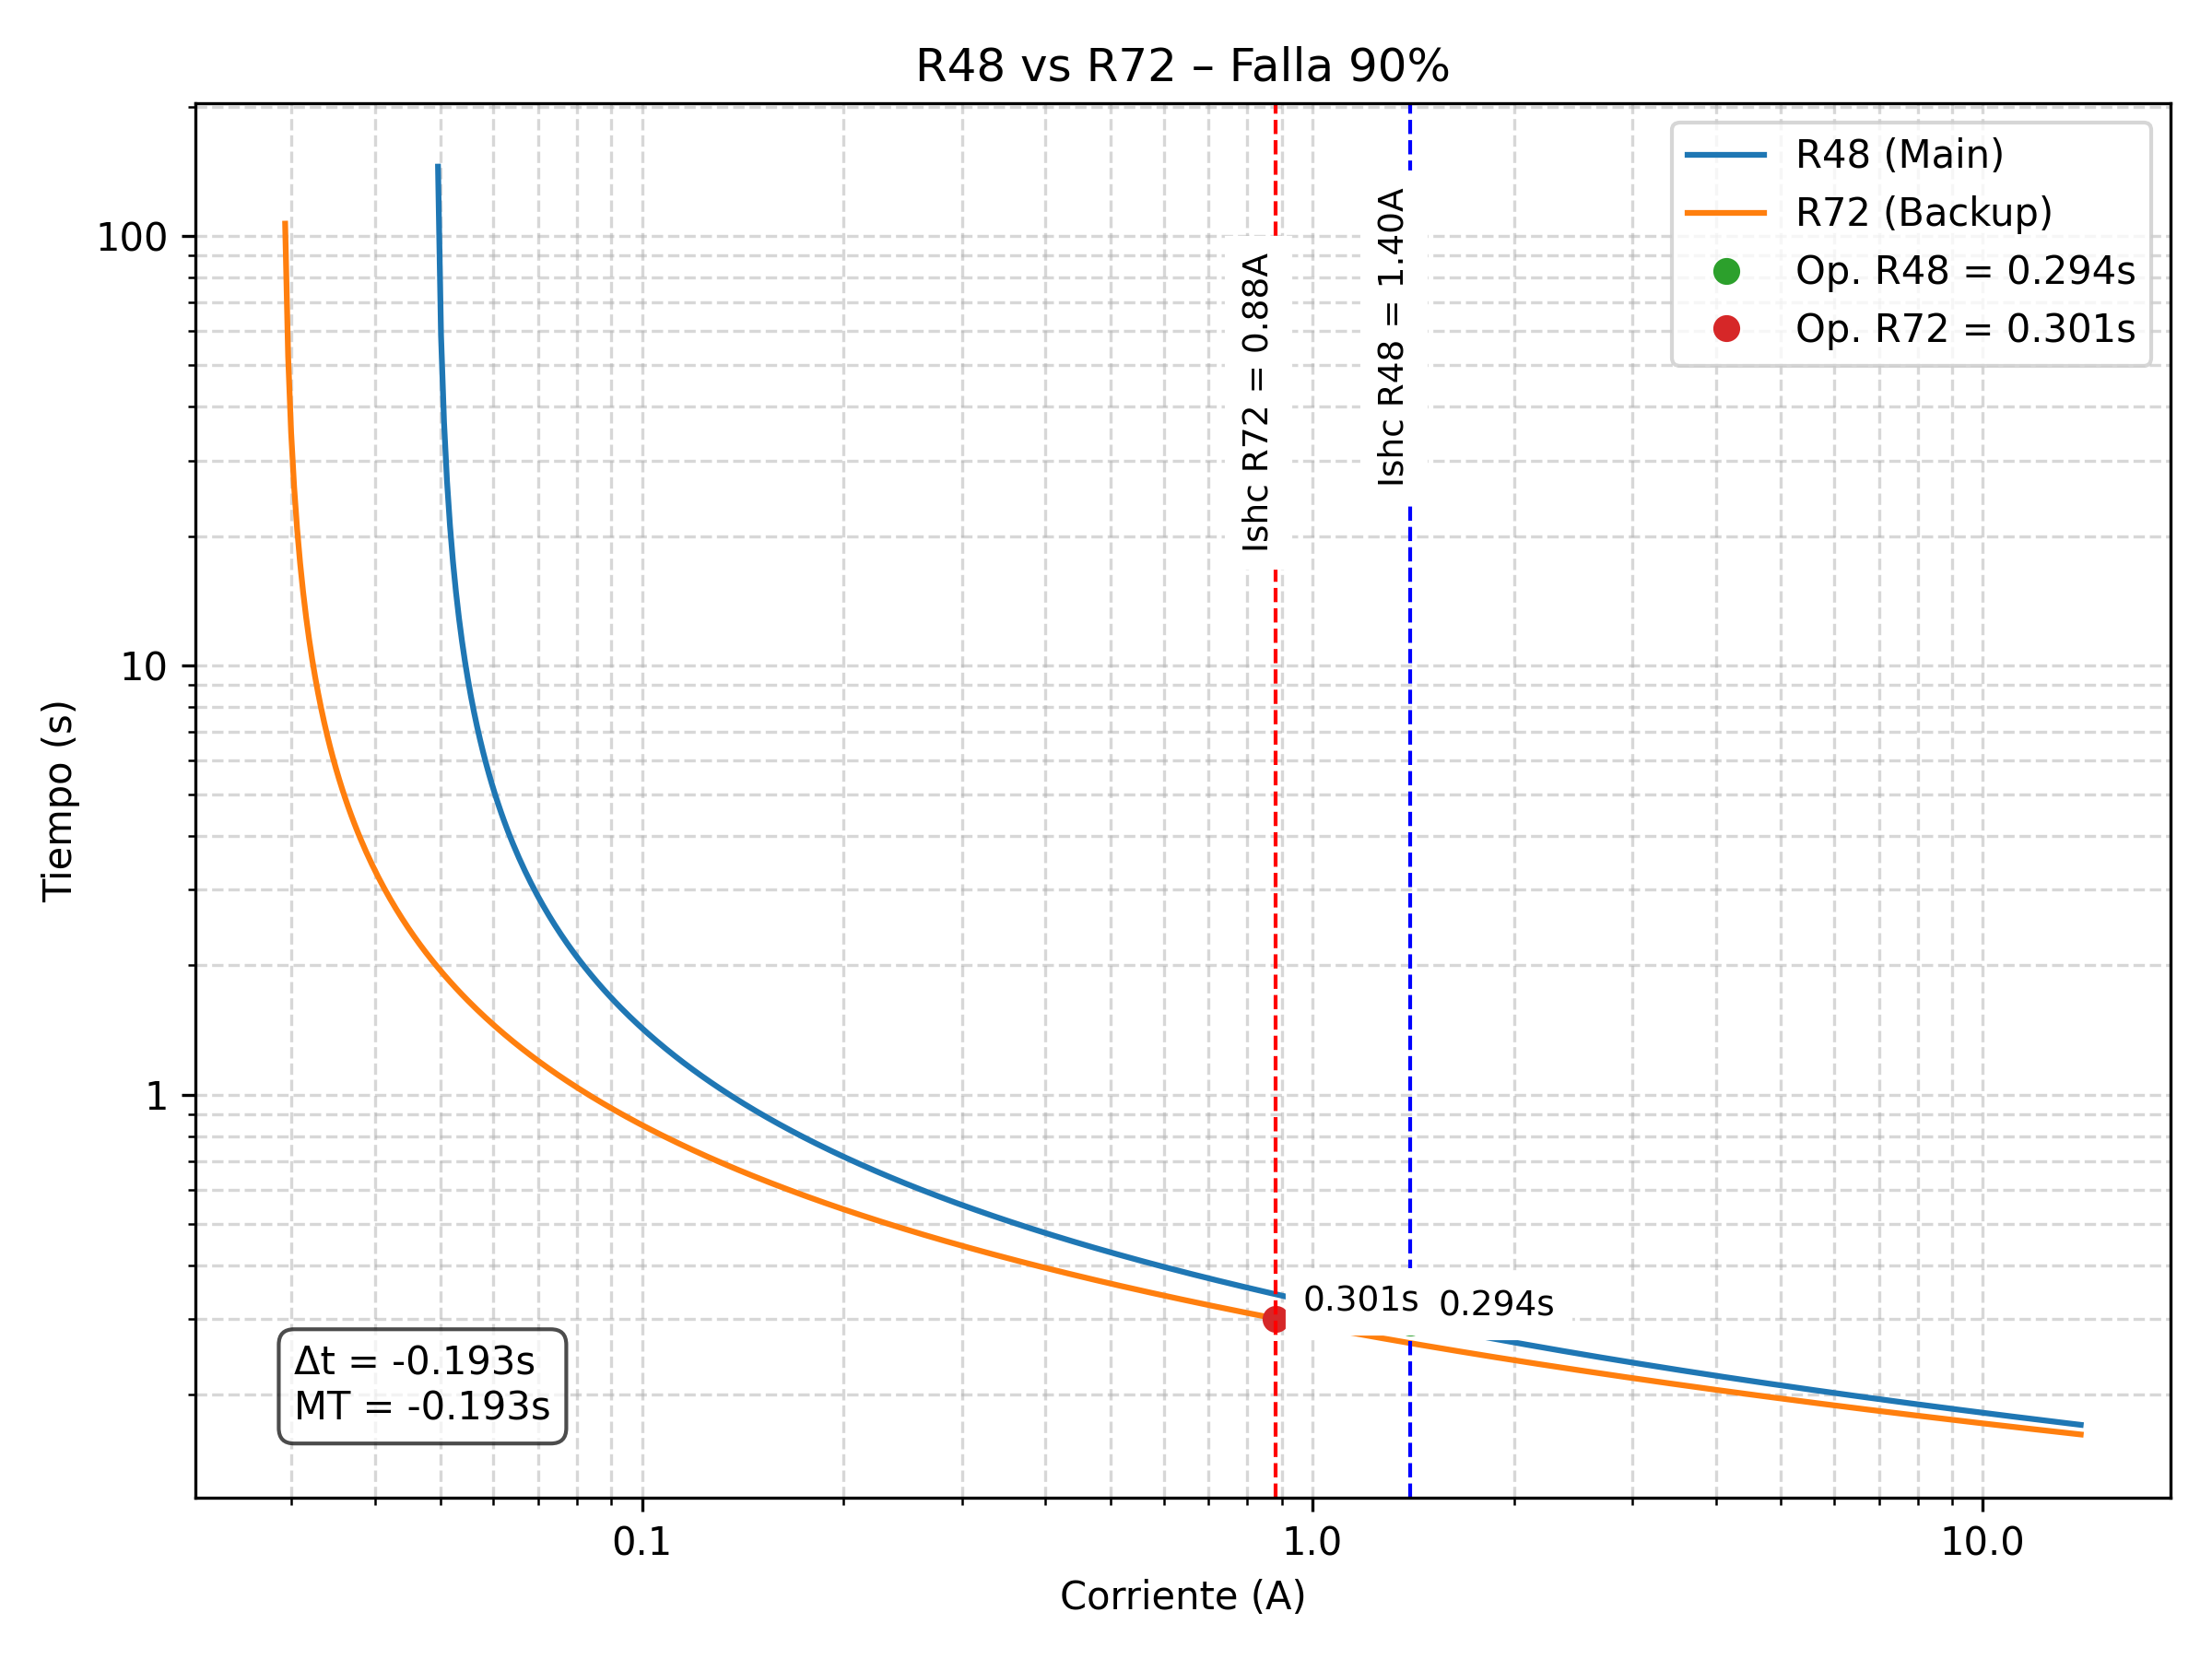 R48 vs R72 – Falla 90%
R48 (Main)
R72 (Backup)
Op. R48 = 0.294s
Op. R72 = 0.301s
Ishc R72 = 0.88A
Ishc R48 = 1.40A
100
10
1
Tiempo (s)
0.301s
0.294s
Δt = -0.193s
MT = -0.193s
0.1
1.0
10.0
Corriente (A)